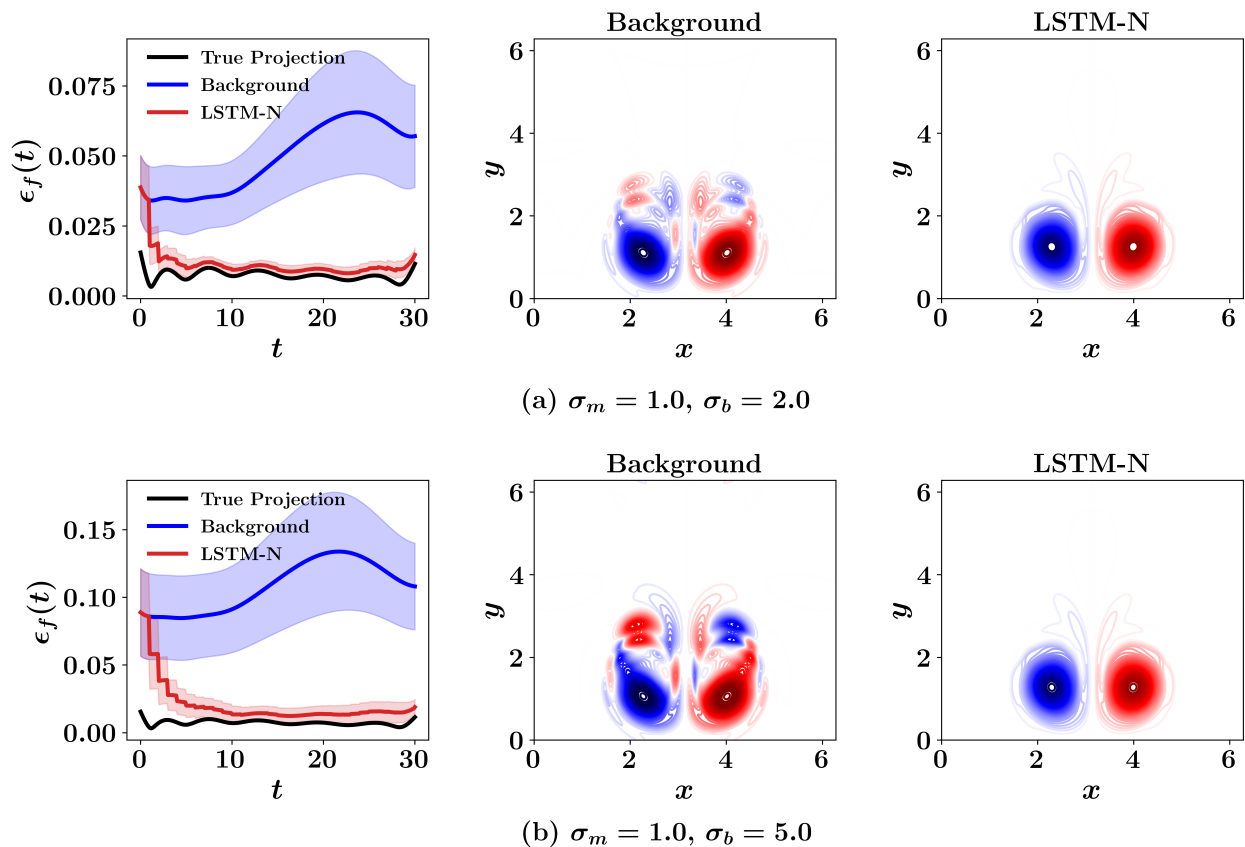 Background
LSTM-N
True Projection
Background
LSTM-N
0.075
0.050
0.025
0.000
ϵ_f(t)
0 10 20 30
t
6
4
2
0
y
0 2 4 6
x
6
4
2
0
y
0 2 4 6
x
(a) σ_m = 1.0, σ_b = 2.0
Background
LSTM-N
True Projection
Background
LSTM-N
0.15
0.10
0.05
0.00
ϵ_f(t)
0 10 20 30
t
6
4
2
0
y
0 2 4 6
x
6
4
2
0
y
0 2 4 6
x
(b) σ_m = 1.0, σ_b = 5.0